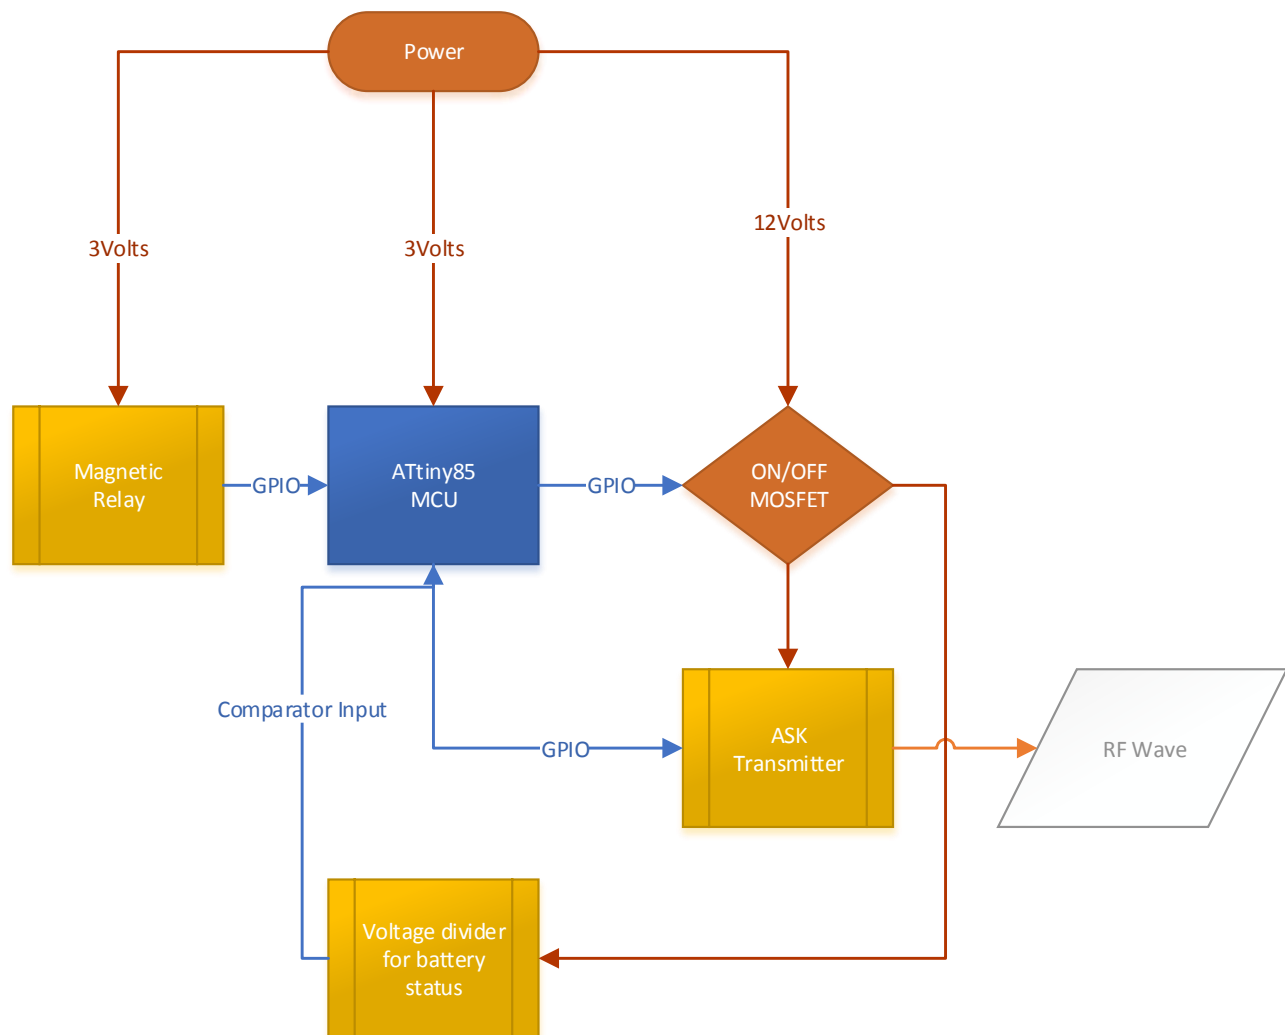 Power
3Volts
3Volts
12Volts
Magnetic
Relay
GPIO
ATtiny85
MCU
GPIO
ON/OFF
MOSFET
Comparator Input
GPIO
ASK
Transmitter
RF Wave
Voltage divider
for battery
status